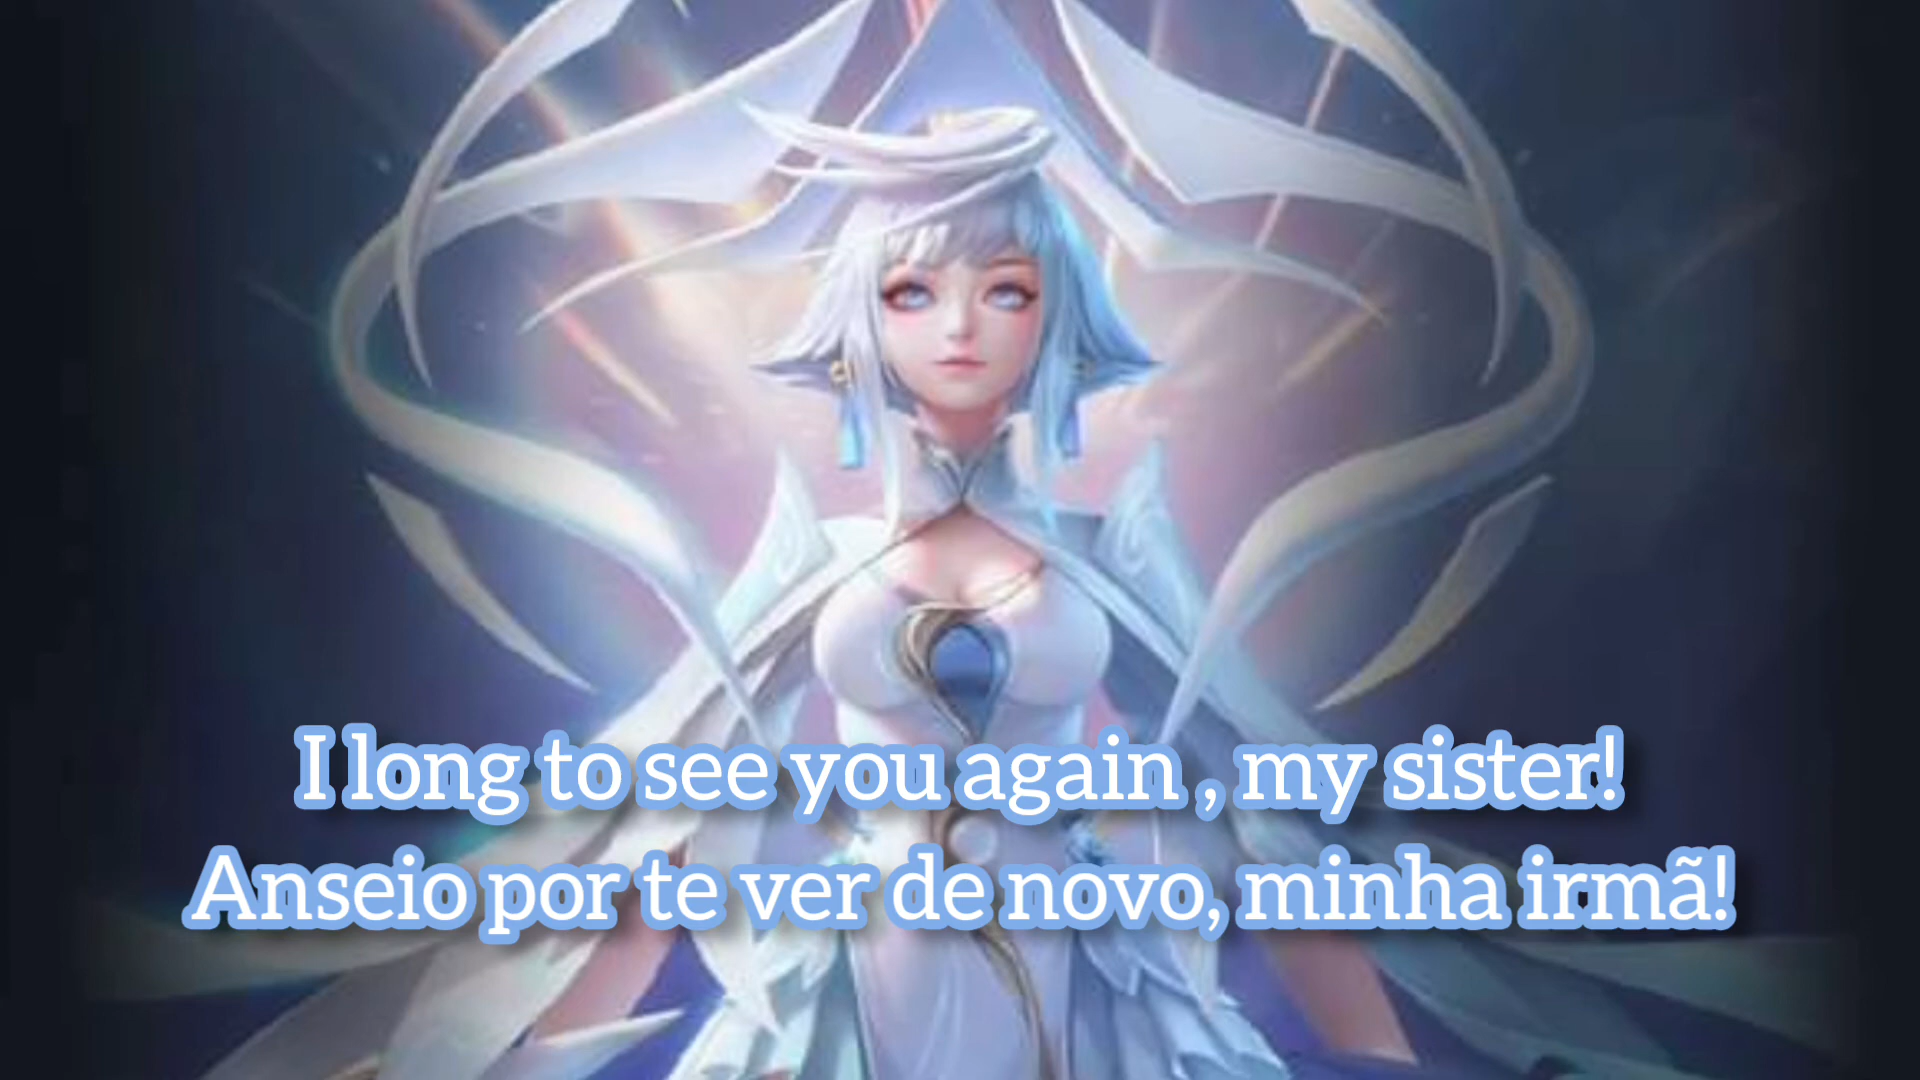 I long to see you again , my sister!
Anseio por te ver de novo, minha irmã!